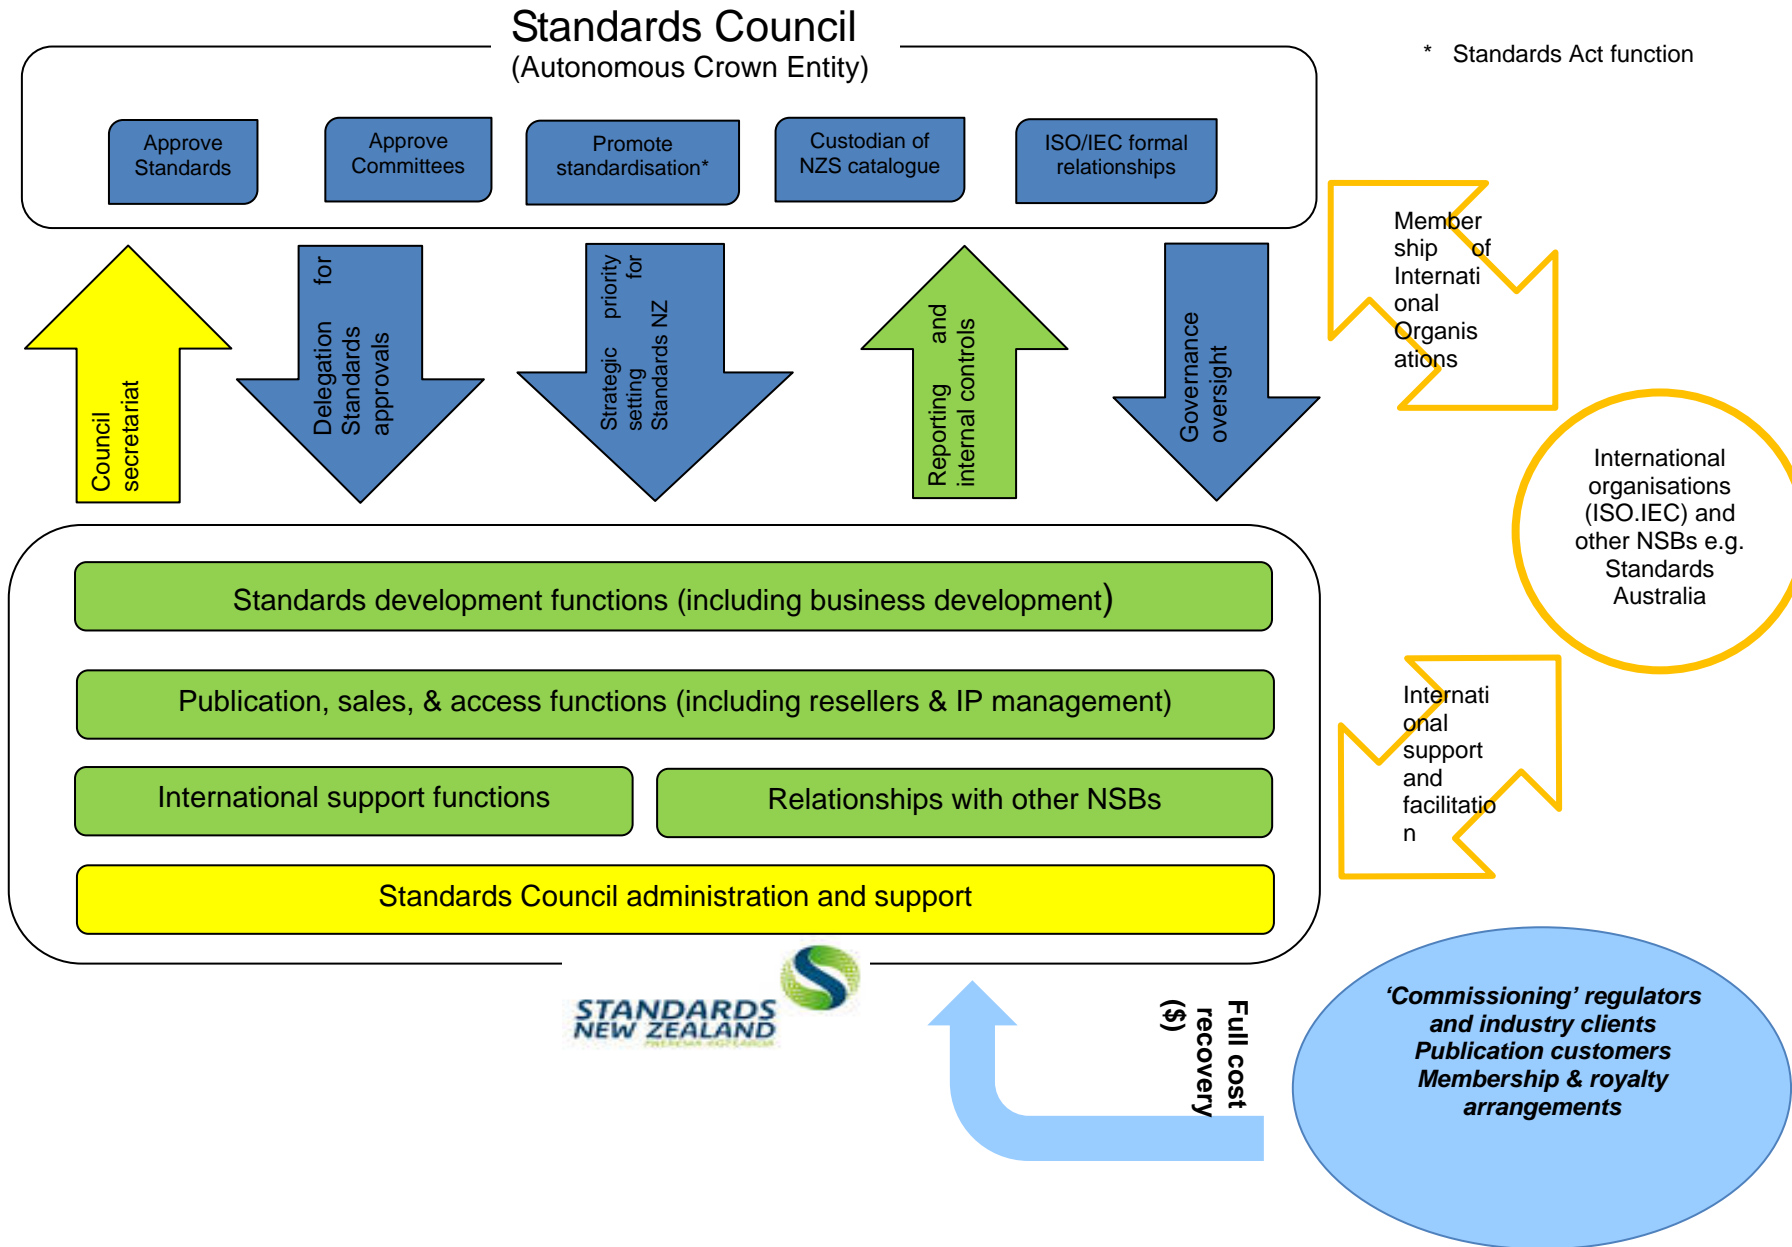 Standards Council
(Autonomous Crown Entity)
* Standards Act function
Approve
Standards
Approve
Committees
Promote
standardisation*
Custodian of
NZS catalogue
ISO/IEC formal
relationships
Council
secretariat
Delegation for
Standards
approvals
Strategic priority
setting for
Standards NZ
Reporting and
internal controls
Governance
oversight
Member
ship of
Internati
onal
Organis
ations
International
organisations
(ISO.IEC) and
other NSBs e.g.
Standards
Australia
Standards development functions (including business development)
Publication, sales, & access functions (including resellers & IP management)
International support functions
Relationships with other NSBs
Standards Council administration and support
Internati
onal
support
and
facilitatio
n
STANDARDS
NEW ZEALAND
Full cost
recovery
($)
‘Commissioning’ regulators
and industry clients
Publication customers
Membership & royalty
arrangements